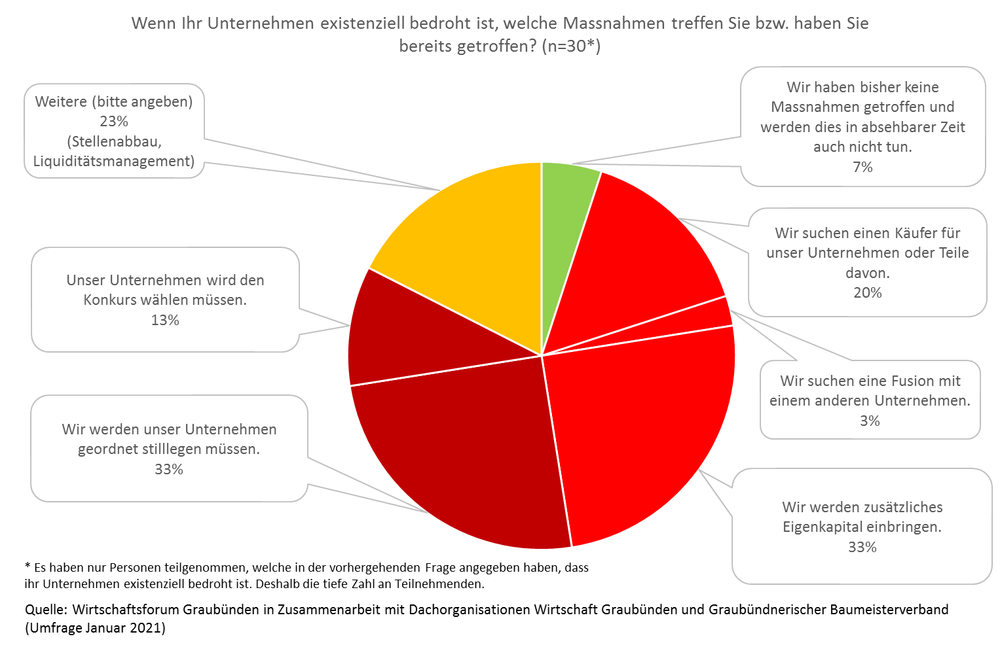 Wenn Ihr Unternehmen existenziell bedroht ist, welche Massnahmen treffen Sie bzw. haben Sie
bereits getroffen? (n=30*)
Weitere (bitte angeben)
23%
(Stellenabbau,
Liquiditätsmanagement)
Wir haben bisher keine
Massnahmen getroffen und
werden dies in absehbarer Zeit
auch nicht tun.
7%
Wir suchen einen Käufer für
unser Unternehmen oder Teile
davon.
20%
Unser Unternehmen wird den
Konkurs wählen müssen.
13%
Wir suchen eine Fusion mit
einem anderen Unternehmen.
3%
Wir werden unser Unternehmen
geordnet stilllegen müssen.
33%
Wir werden zusätzliches
Eigenkapital einbringen.
33%
* Es haben nur Personen teilgenommen, welche in der vorhergehenden Frage angegeben haben, dass
ihr Unternehmen existenziell bedroht ist. Deshalb die tiefe Zahl an Teilnehmenden.
Quelle: Wirtschaftsforum Graubünden in Zusammenarbeit mit Dachorganisationen Wirtschaft Graubünden und Graubündnerischer Baumeisterverband
(Umfrage Januar 2021)